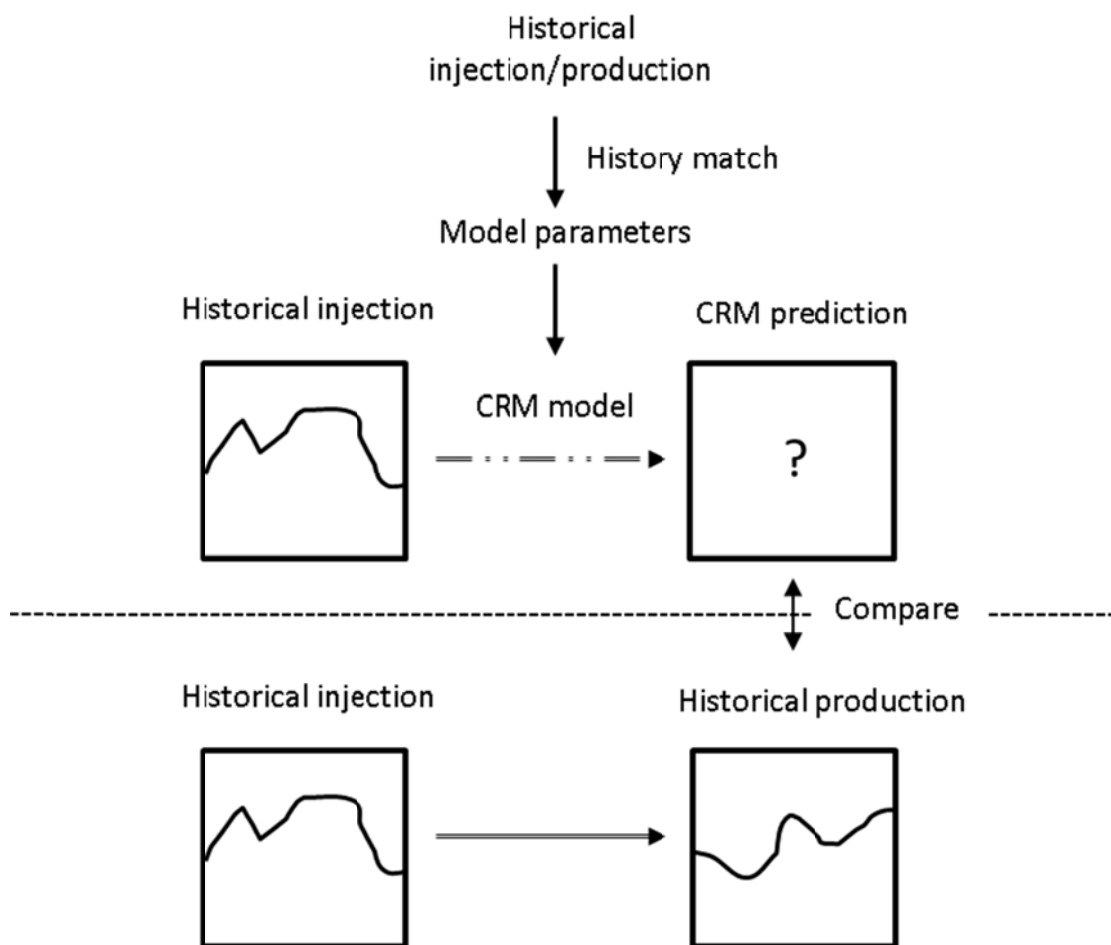 Historical
injection/production
History match
Model parameters
Historical injection
CRM prediction
CRM model
?
Compare
Historical injection
Historical production